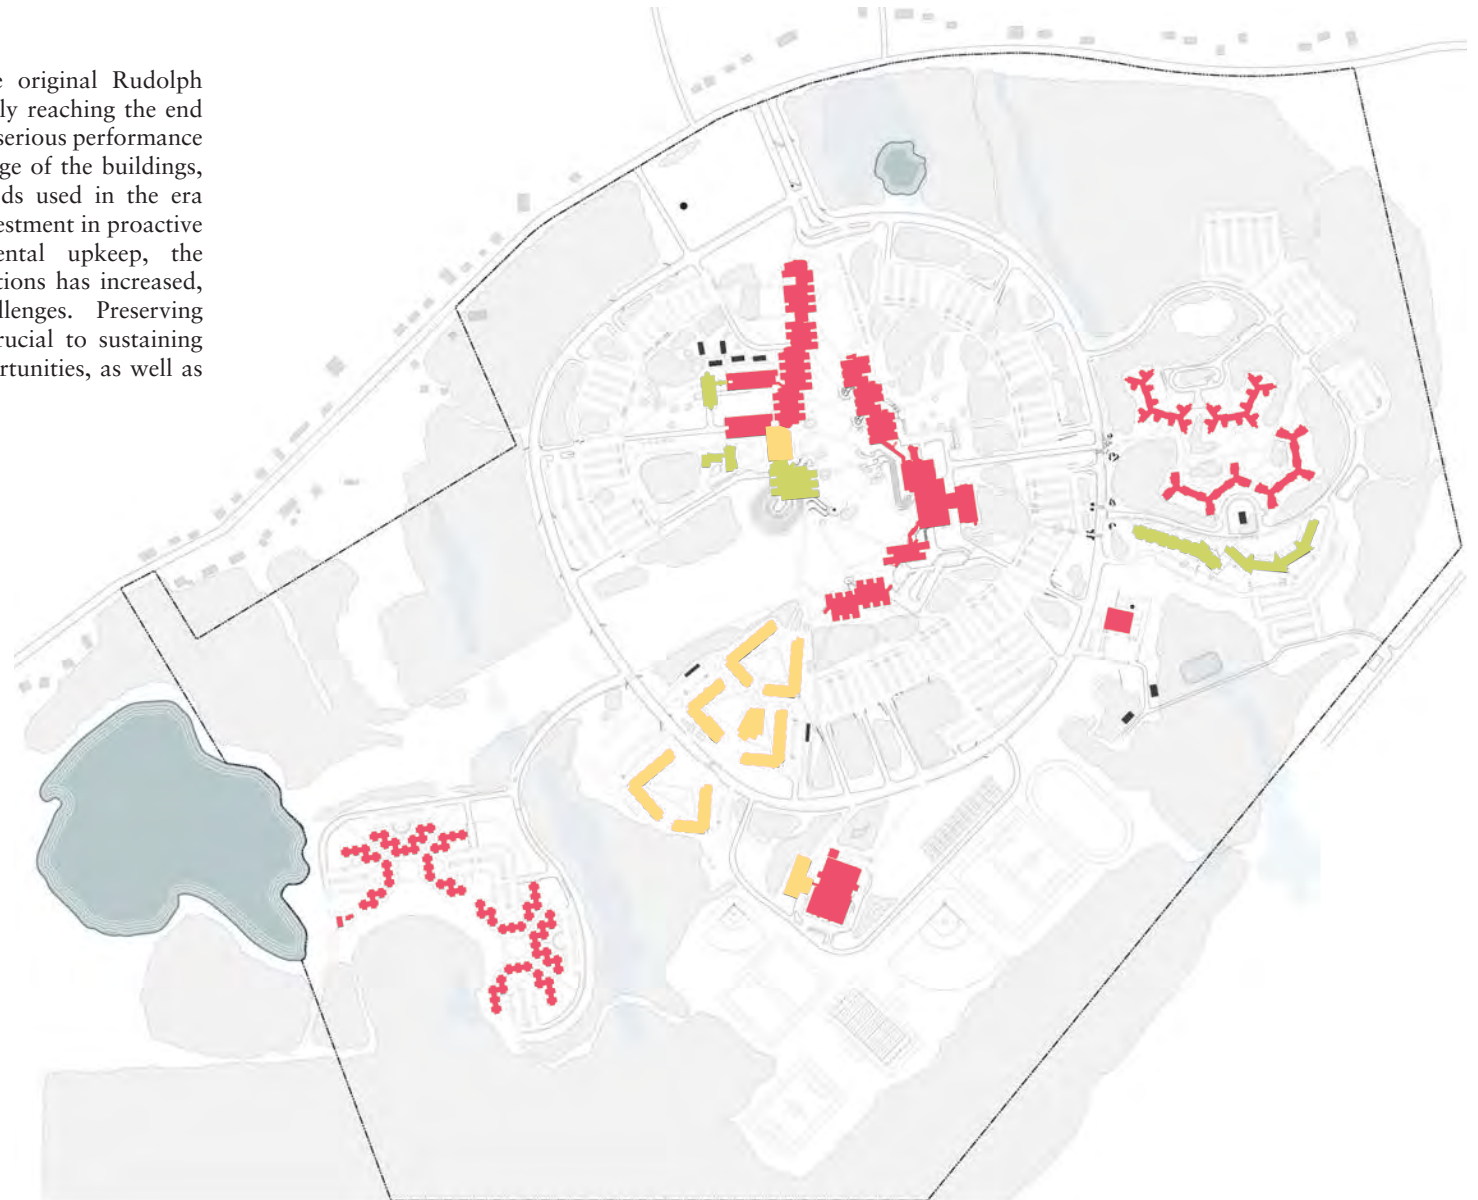 e original Rudolph
ly reaching the end
serious performance
ge of the buildings,
ds used in the era
estment in proactive
ental upkeep, the
tions has increased,
llenges. Preserving
rucial to sustaining
rtunities, as well as